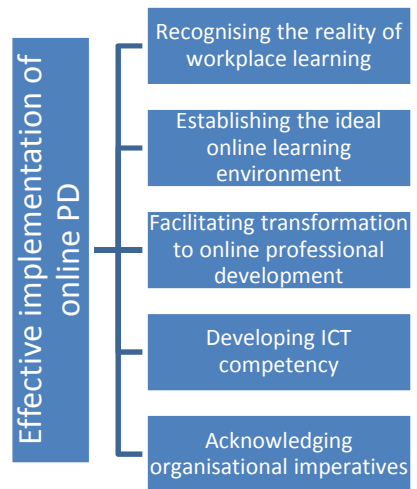 Effective implementation of
online PD
Recognising the reality of
workplace learning
Establishing the ideal
online learning
environment
Facilitating transformation
to online professional
development
Developing ICT
competency
Acknowledging
organisational imperatives